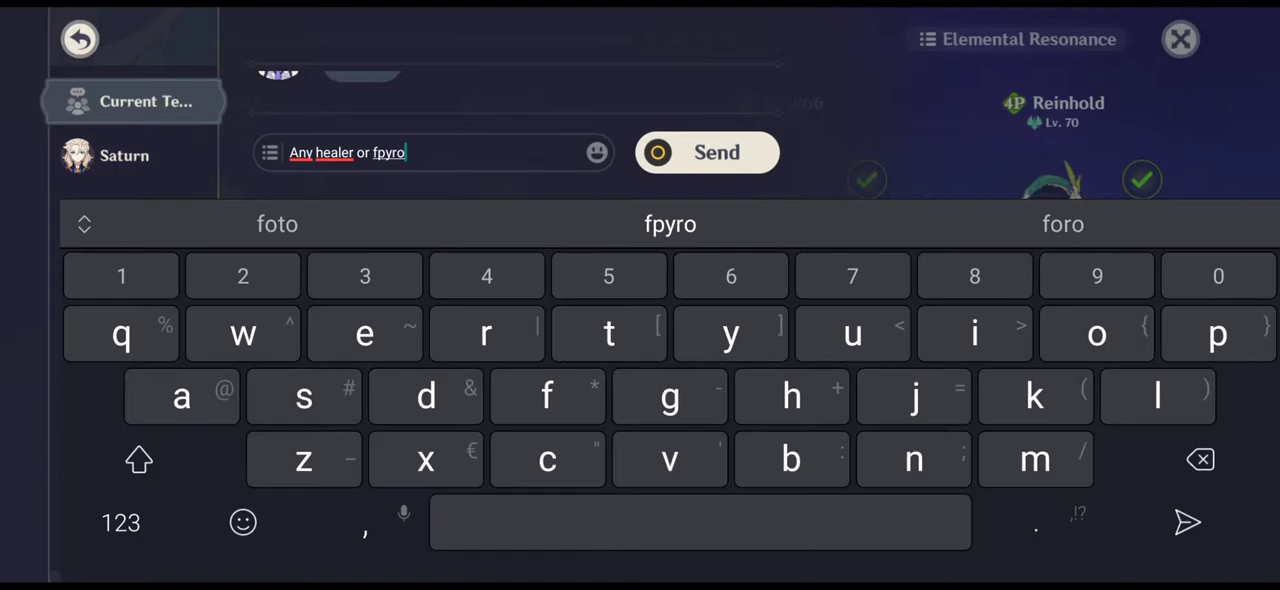 Elemental Resonance
Current Te...
4P Reinhold
Lv. 70
Saturn
Any healer or fpyro
Send
foto fpyro foro
1 2 3 4 5 6 7 8 9 0
q % w ^ e ~ r | t [ y ] u < i > o { p }
a @ s # d & f * g - h + j = k ( l )
z _ x € c " v ' b : n ; m /
123 , . ,!?